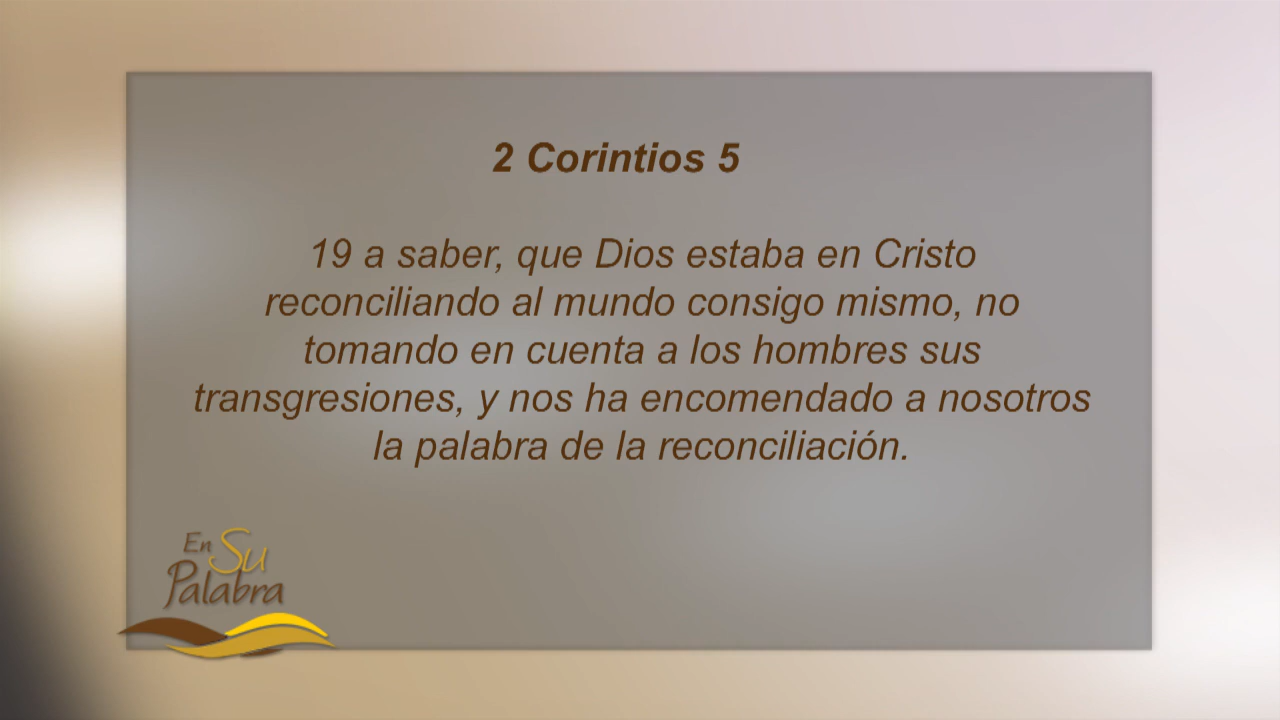 2 Corintios 5
19 a saber, que Dios estaba en Cristo
reconciliando al mundo consigo mismo, no
tomando en cuenta a los hombres sus
transgresiones, y nos ha encomendado a nosotros
la palabra de la reconciliación.
En Su
Palabra